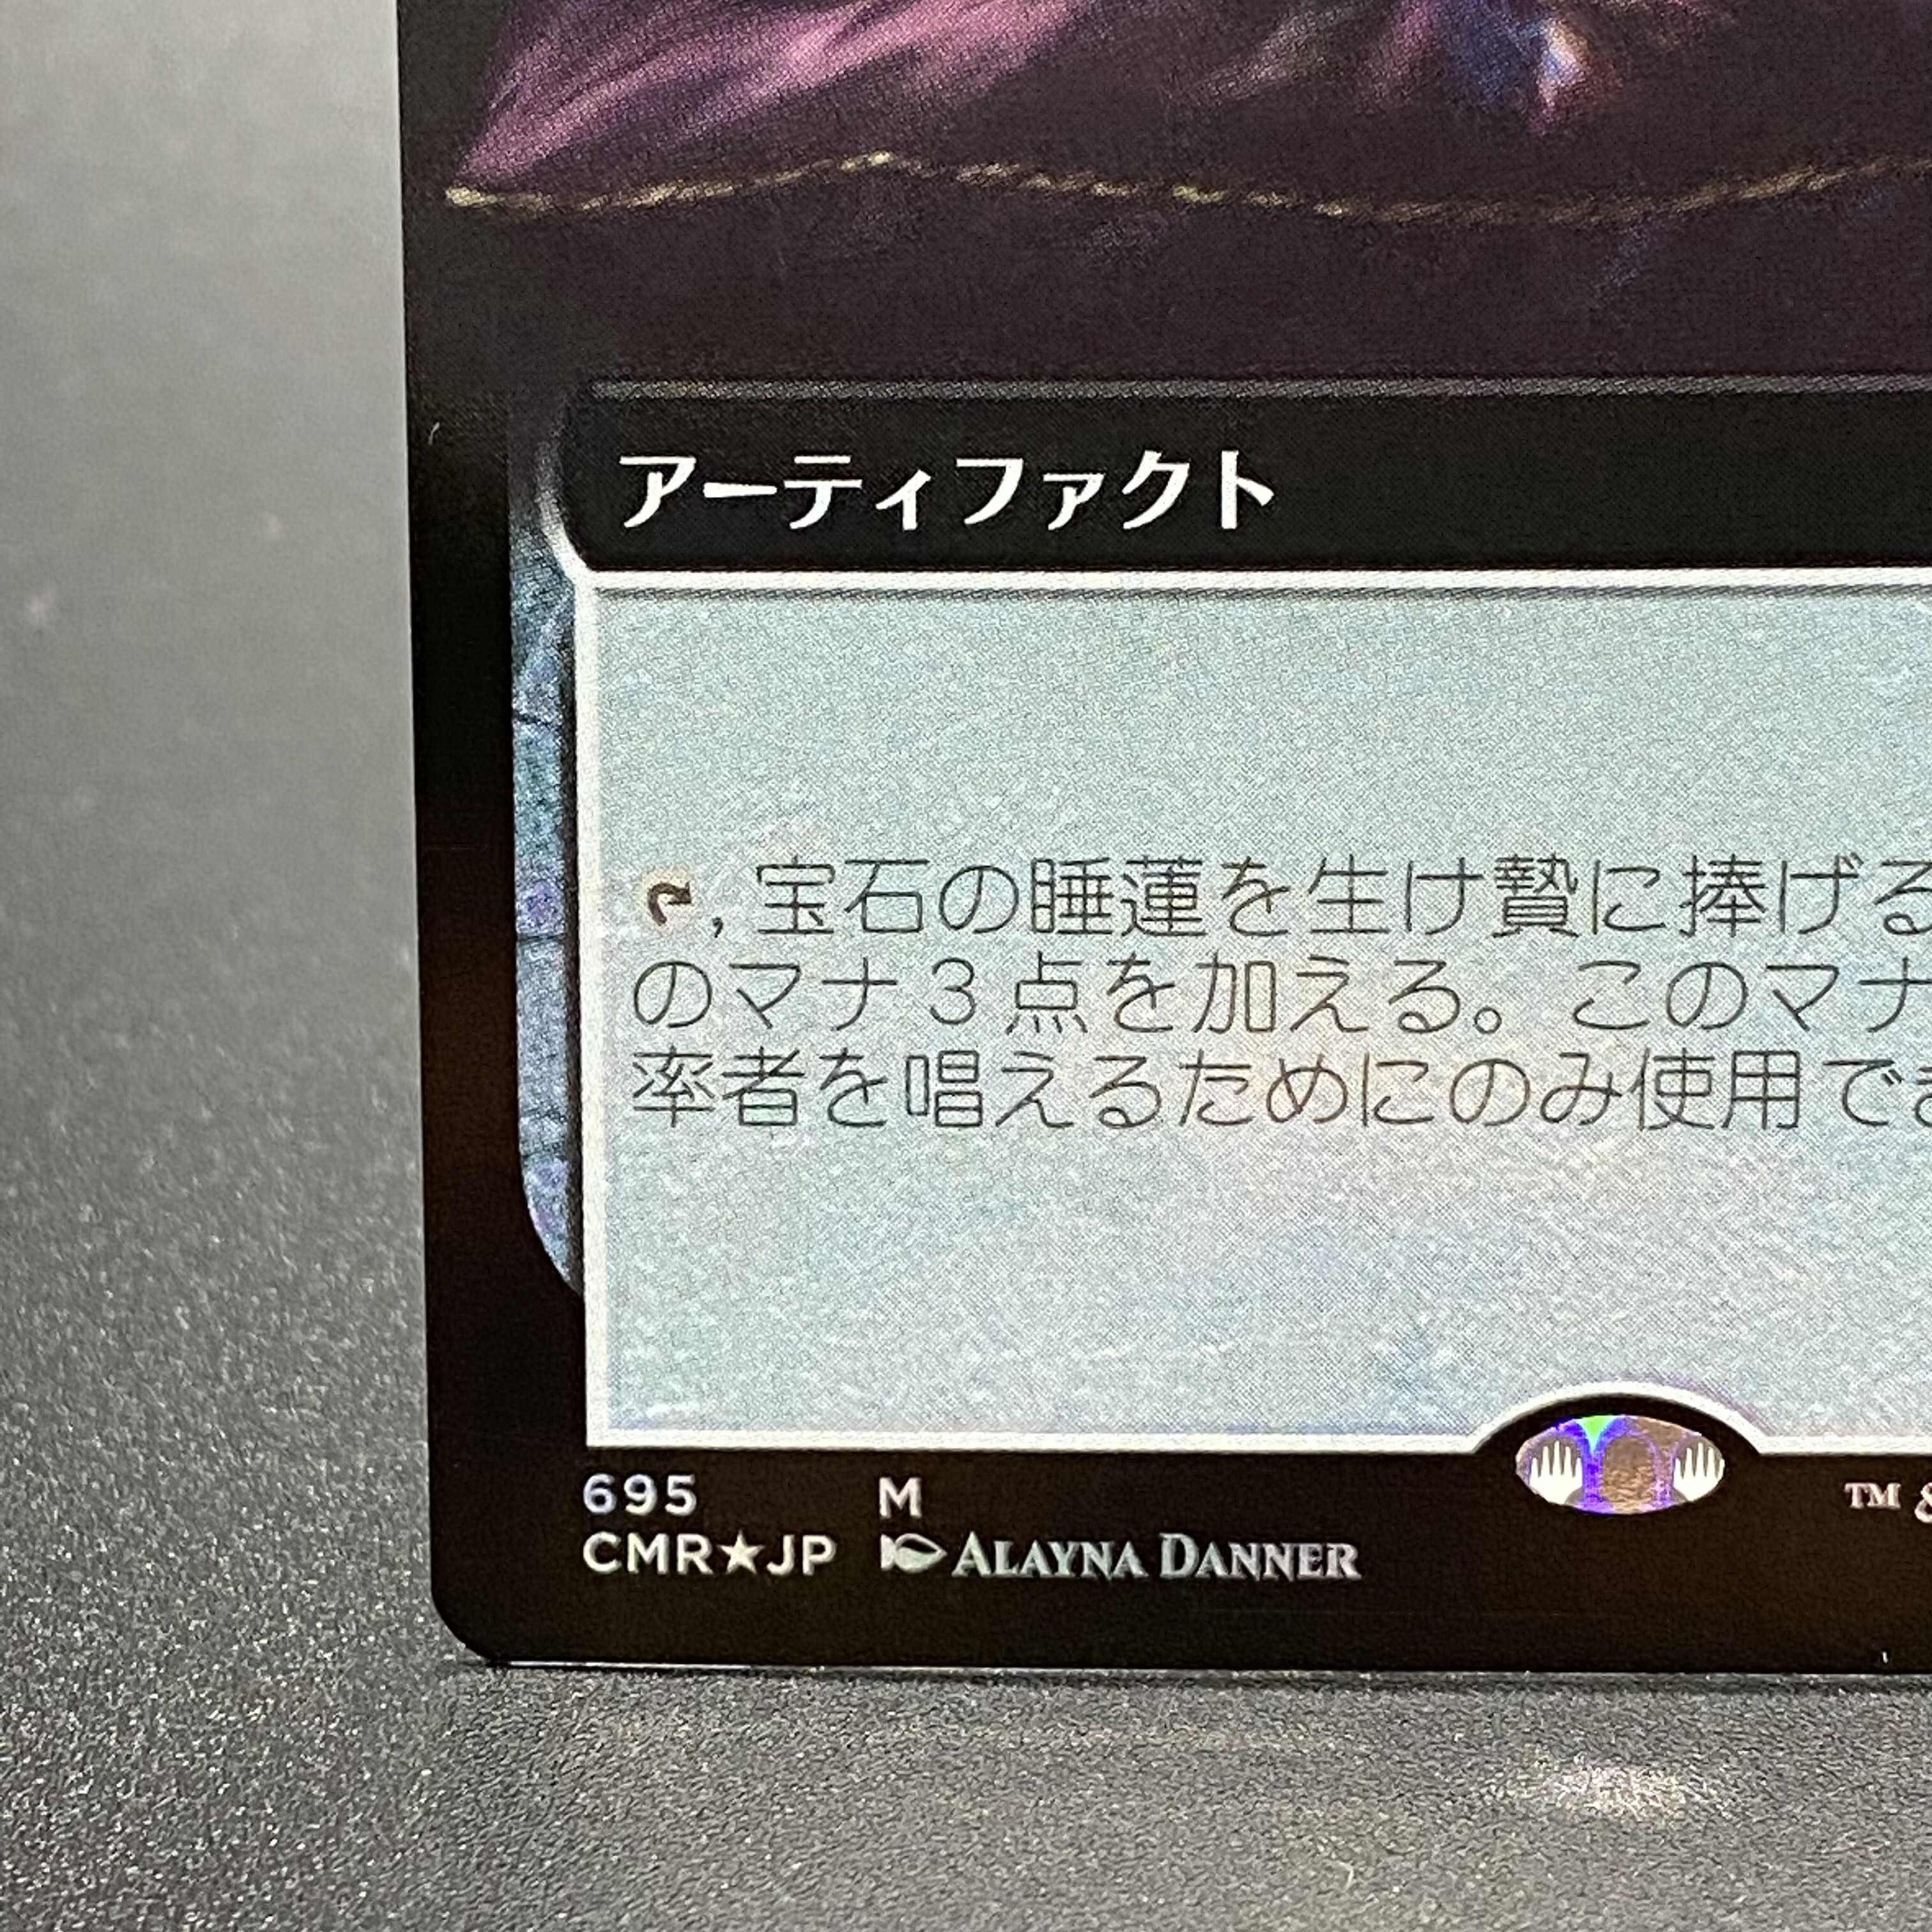 アーティファクト
, 宝石の睡蓮を生け贄に捧げる
のマナ３点を加える。このマナ
率者を唱えるためにのみ使用でき
695 M
CMR★JP ALAYNA DANNER
™ &